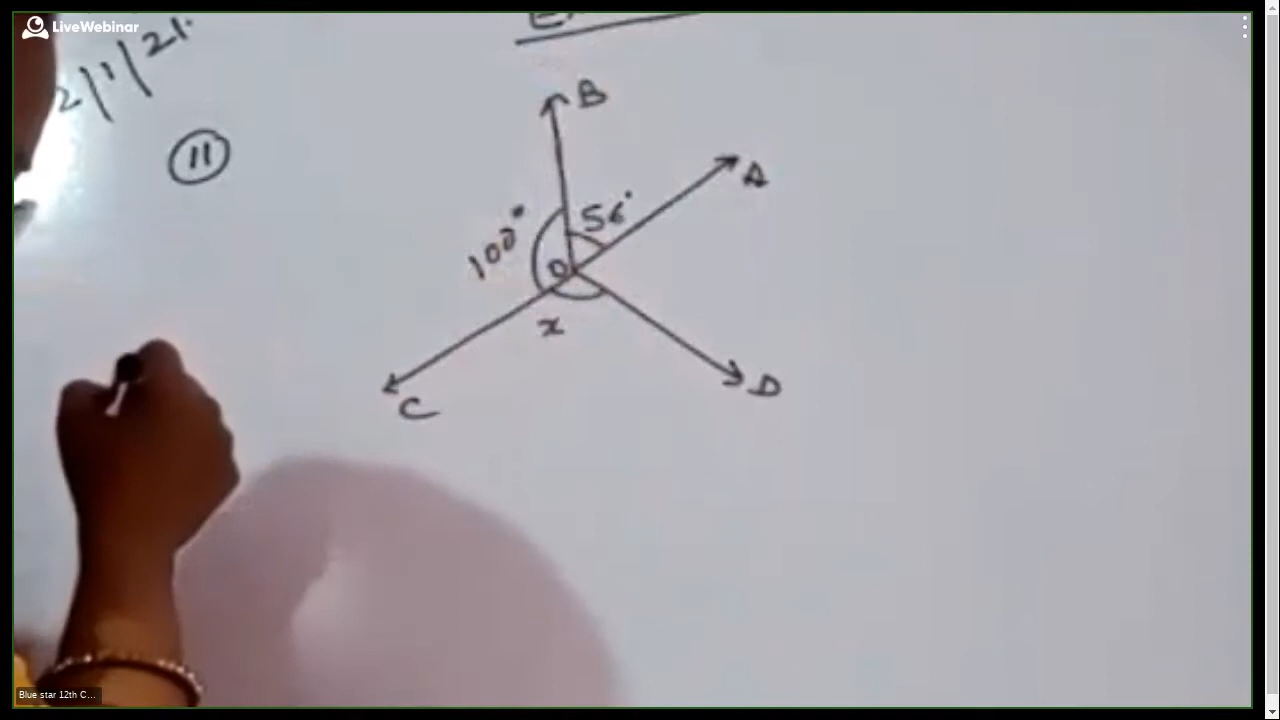 LiveWebinar
2/1/21.
11
B
A
56°
100°
O
x
C
D
Blue star 12th C...